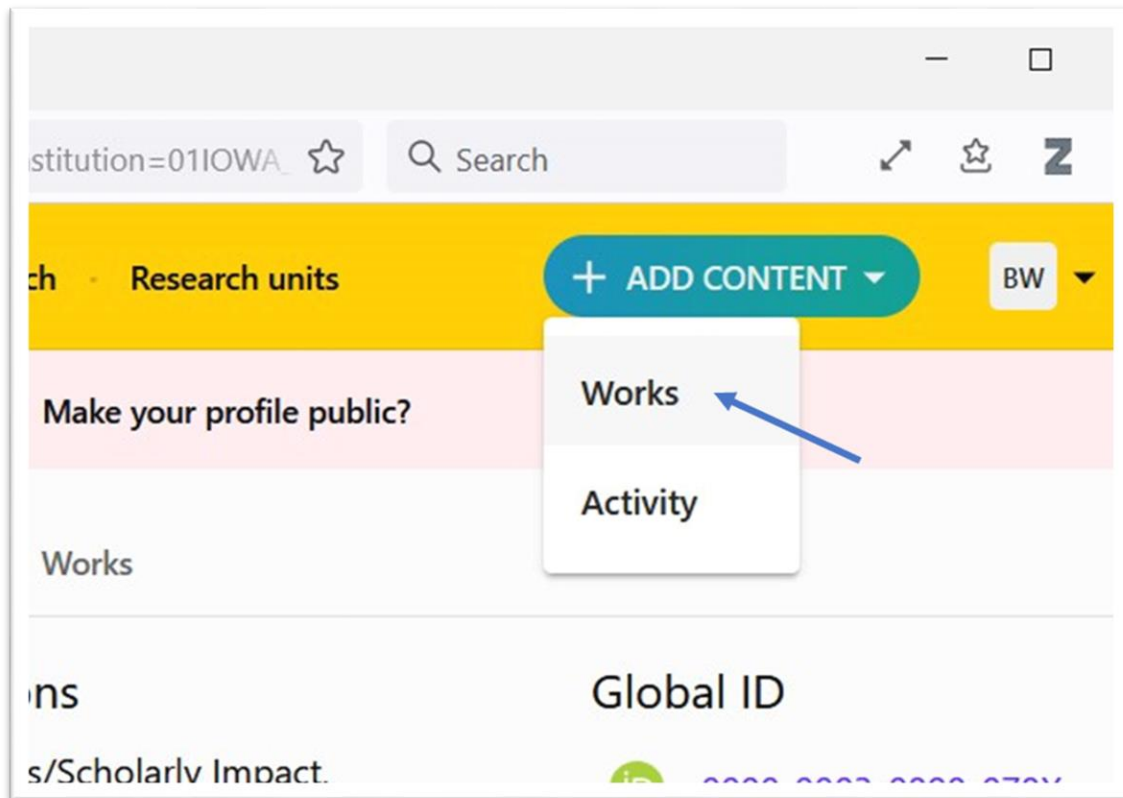 stitution=01IOWA_ Search Z
ch - Research units + ADD CONTENT BW
Make your profile public?
Works
Activity
Works
ons Global ID
s/Scholarly Impact, iD